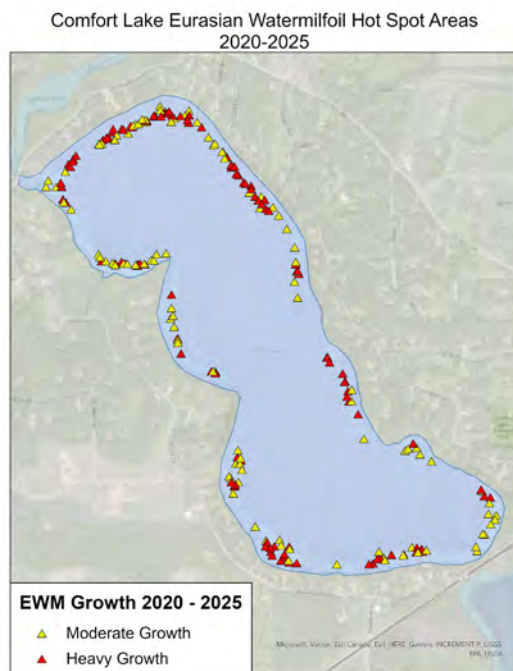 Comfort Lake Eurasian Watermilfoil Hot Spot Areas
2020-2025
EWM Growth 2020 - 2025
Moderate Growth
Heavy Growth
Microsoft, Vantor, Esri Canada, Esri, HERE, Garmin, INCREMENT P, USGS,
EPA, USDA